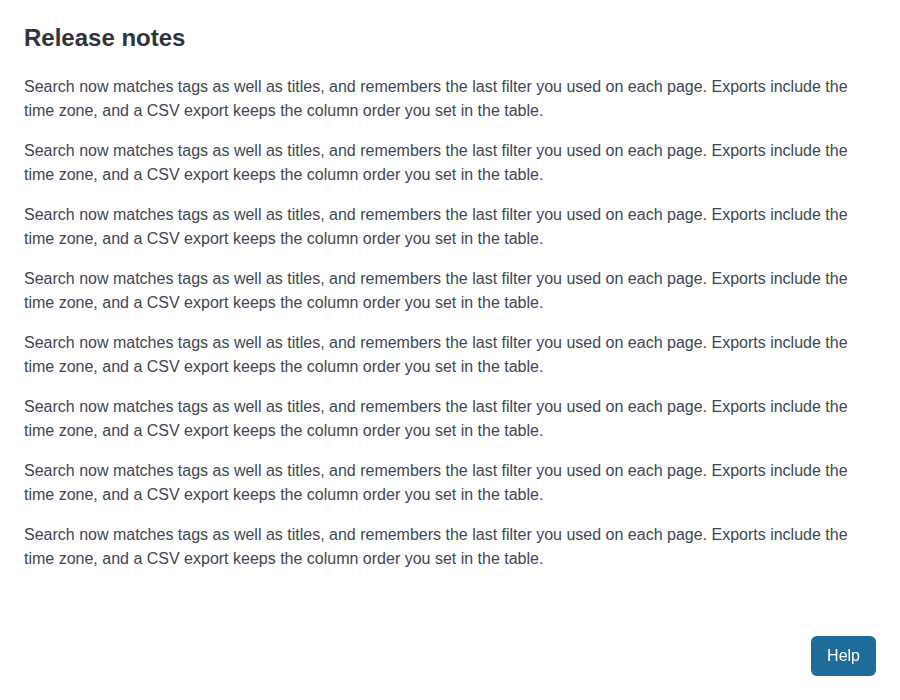 Release notes
Search now matches tags as well as titles, and remembers the last filter you used on each page. Exports include the
time zone, and a CSV export keeps the column order you set in the table.
Search now matches tags as well as titles, and remembers the last filter you used on each page. Exports include the
time zone, and a CSV export keeps the column order you set in the table.
Search now matches tags as well as titles, and remembers the last filter you used on each page. Exports include the
time zone, and a CSV export keeps the column order you set in the table.
Search now matches tags as well as titles, and remembers the last filter you used on each page. Exports include the
time zone, and a CSV export keeps the column order you set in the table.
Search now matches tags as well as titles, and remembers the last filter you used on each page. Exports include the
time zone, and a CSV export keeps the column order you set in the table.
Search now matches tags as well as titles, and remembers the last filter you used on each page. Exports include the
time zone, and a CSV export keeps the column order you set in the table.
Search now matches tags as well as titles, and remembers the last filter you used on each page. Exports include the
time zone, and a CSV export keeps the column order you set in the table.
Search now matches tags as well as titles, and remembers the last filter you used on each page. Exports include the
time zone, and a CSV export keeps the column order you set in the table.
Help